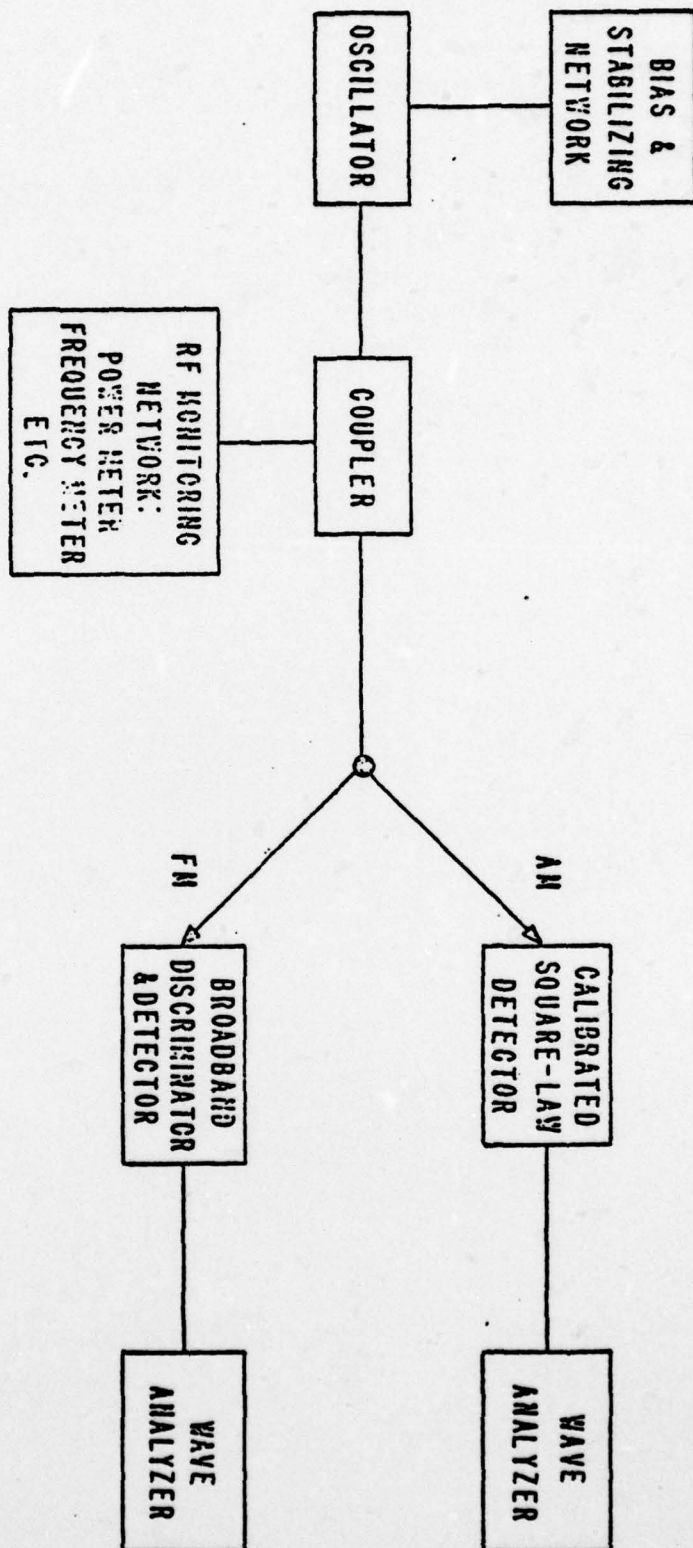 BIAS &
STABILIZING
NETWORK
OSCILLATOR
COUPLER
RF MONITORING
NETWORK:
POWER METER
FREQUENCY METER
ETC.
AM
FM
CALIBRATED
SQUARE-LAW
DETECTOR
BROADBAND
DISCRIMINATOR
&DETECTOR
WAVE
ANALYZER
WAVE
ANALYZER